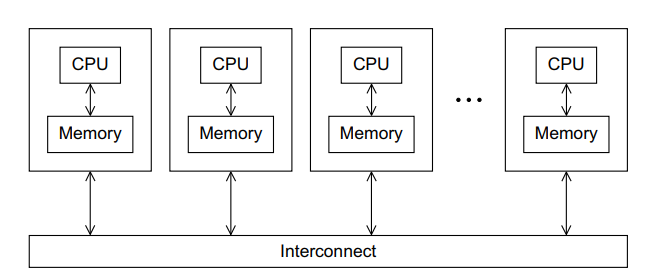 CPU CPU CPU ... CPU
Memory Memory Memory Memory
Interconnect